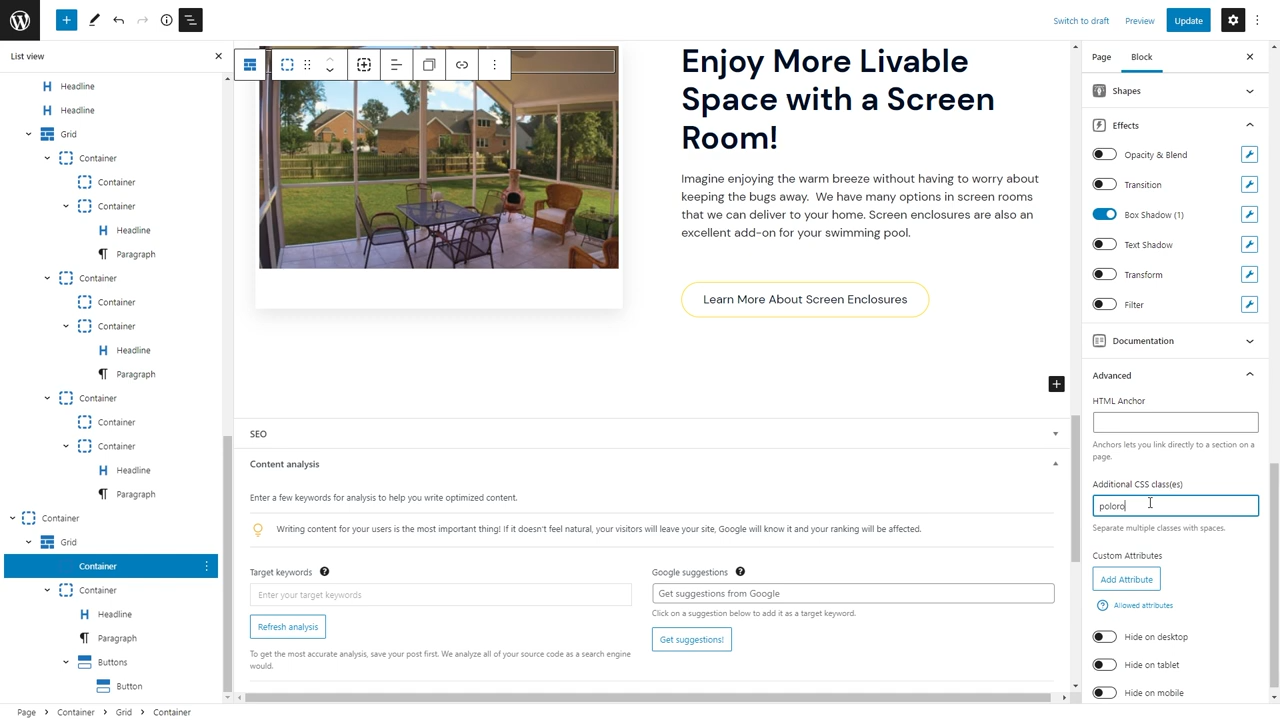 Switch to draft
Preview
Update
List view
Headline
Headline
Grid
Container
Container
Container
Headline
Paragraph
Container
Container
Container
Headline
Paragraph
Container
Container
Container
Headline
Paragraph
Container
Grid
Container
Container
Headline
Paragraph
Buttons
Button
Enjoy More Livable
Space with a Screen
Room!
Imagine enjoying the warm breeze without having to worry about
keeping the bugs away. We have many options in screen rooms
that we can deliver to your home. Screen enclosures are also an
excellent add-on for your swimming pool.
Learn More About Screen Enclosures
SEO
Content analysis
Enter a few keywords for analysis to help you write optimized content.
Writing content for your users is the most important thing! If it doesn't feel natural, your visitors will leave your site, Google will know it and your ranking will be affected.
Target keywords
Enter your target keywords
Refresh analysis
To get the most accurate analysis, save your post first. We analyze all of your source code as a search engine
would.
Google suggestions
Get suggestions from Google
Click on a suggestion below to add it as a target keyword.
Get suggestions!
Page
Block
Shapes
Effects
Opacity & Blend
Transition
Box Shadow (1)
Text Shadow
Transform
Filter
Documentation
Advanced
HTML Anchor
Anchors lets you link directly to a section on a
page.
Additional CSS class(es)
poloro
Separate multiple classes with spaces.
Custom Attributes
Add Attribute
Allowed attributes
Hide on desktop
Hide on tablet
Hide on mobile
Page > Container > Grid > Container